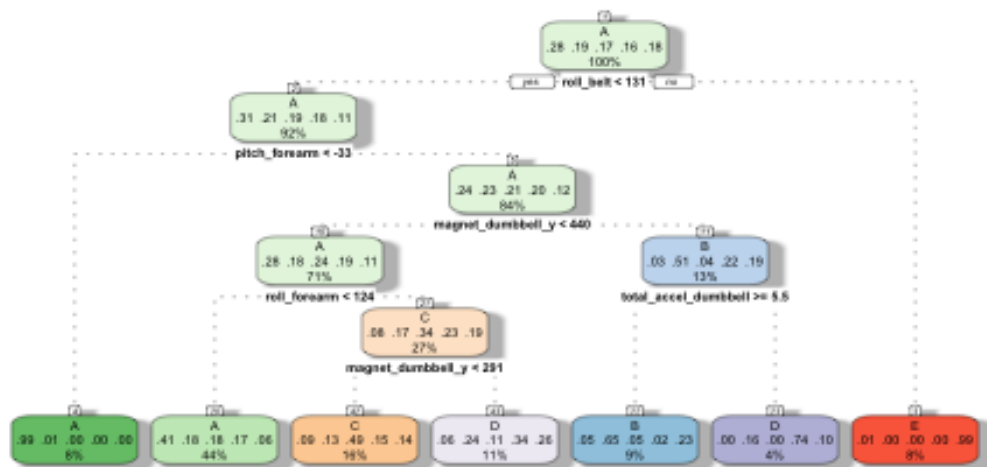 A
.28 .19 .17 .16 .18
100%
yes roll_belt < 131 no
A
.31 .21 .19 .18 .11
92%
pitch_forearm < -33
A
.24 .23 .21 .20 .12
84%
magnet_dumbbell_y < 440
A
.28 .18 .24 .19 .11
71%
roll_forearm < 124
B
.03 .51 .04 .22 .19
13%
total_accel_dumbbell >= 5.5
C
.08 .17 .34 .23 .19
27%
magnet_dumbbell_y < 291
A
.99 .01 .00 .00 .00
8%
A
.41 .18 .18 .17 .06
44%
C
.09 .13 .49 .15 .14
16%
D
.06 .24 .11 .34 .26
11%
B
.05 .65 .05 .02 .23
9%
D
.00 .16 .00 .74 .10
4%
E
.01 .00 .00 .00 .99
8%